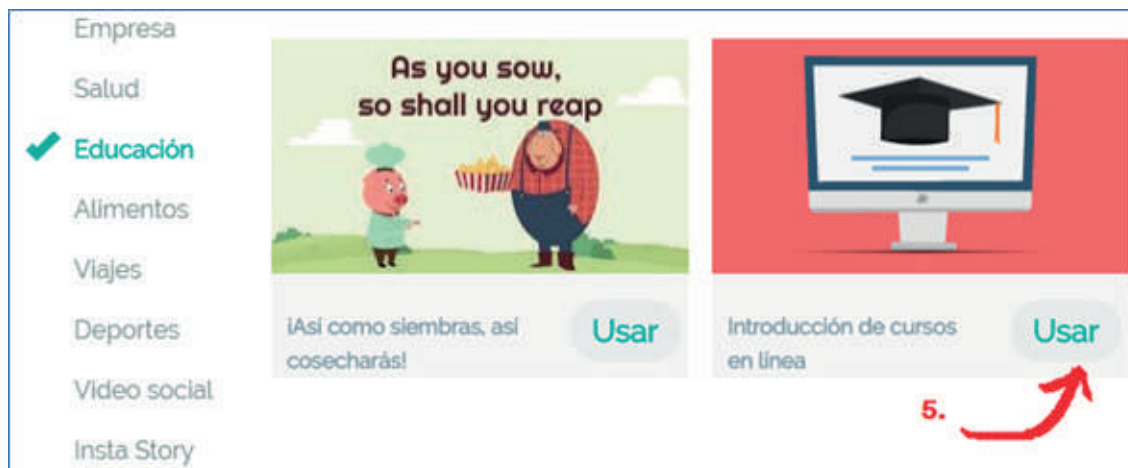 Empresa
Salud
Educación
Alimentos
Viajes
Deportes
Video social
Insta Story
As you sow,
so shall you reap
¡Así como siembras, así
cosecharás!
Usar
Introducción de cursos
en línea
Usar
5.